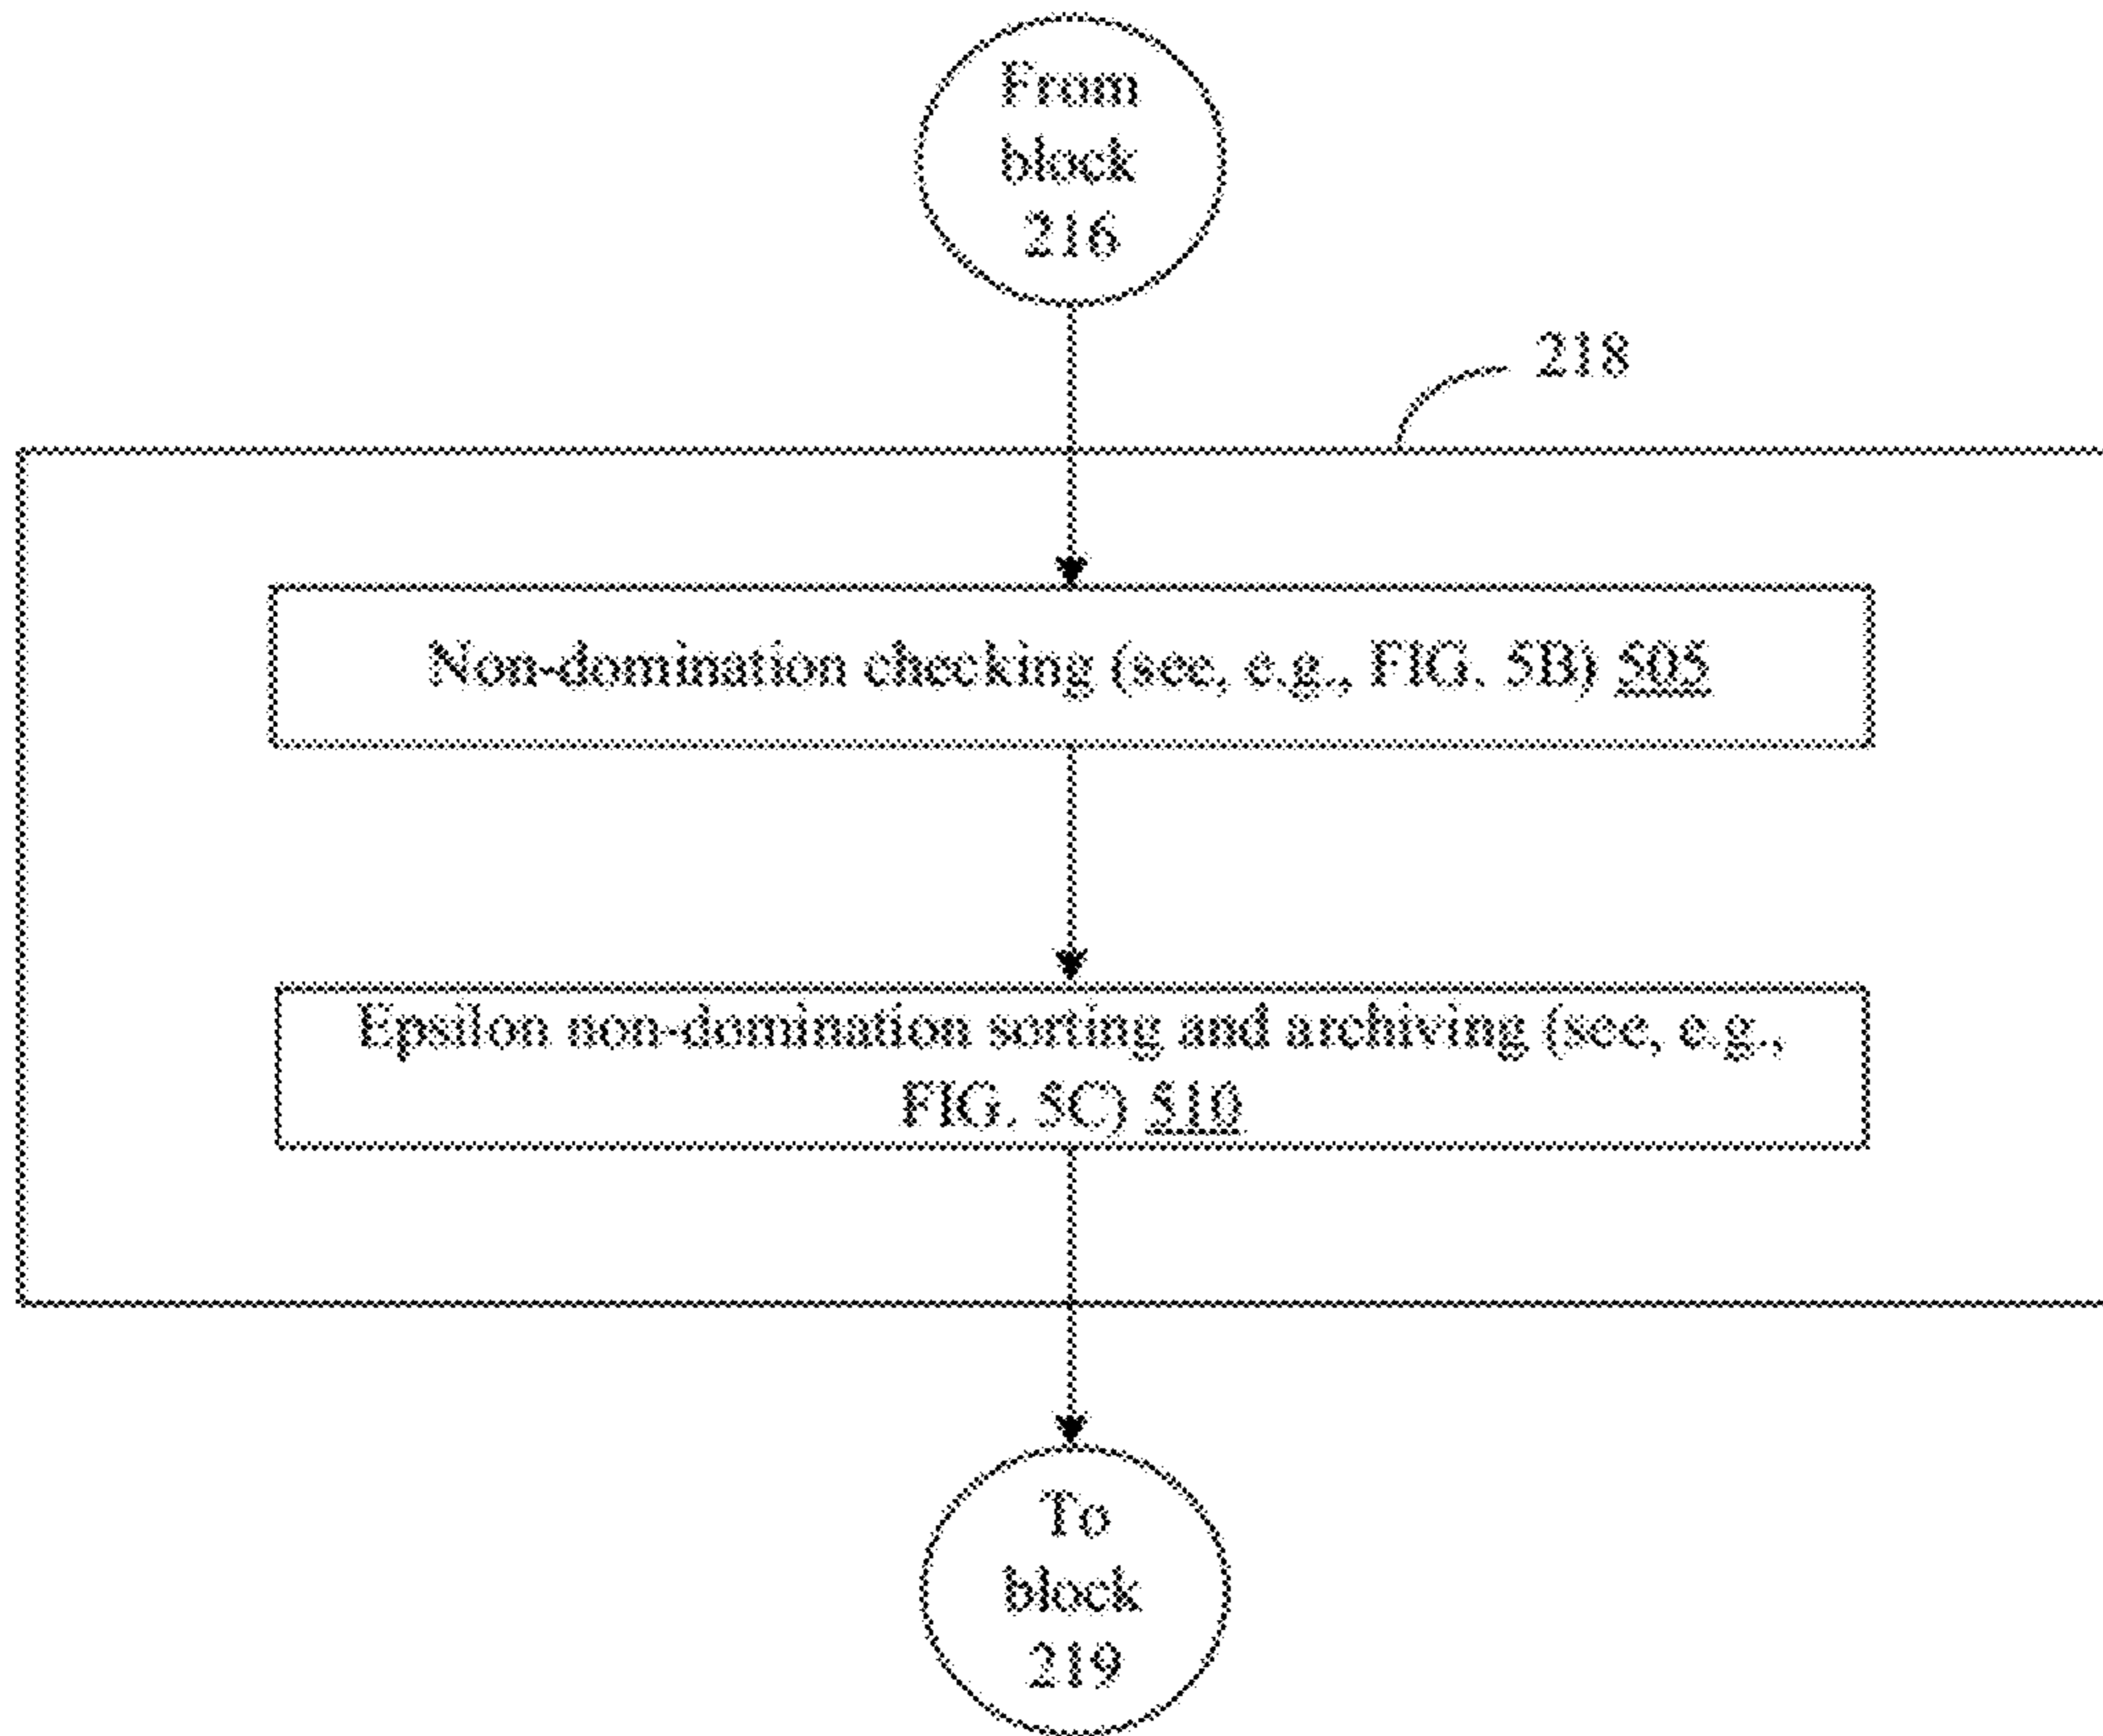 From
block
216
218
Non-domination checking (see, e.g., FIG. 5B) 505
Epsilon non-domination sorting and archiving (see, e.g.,
FIG. 5C) 510
To
block
219